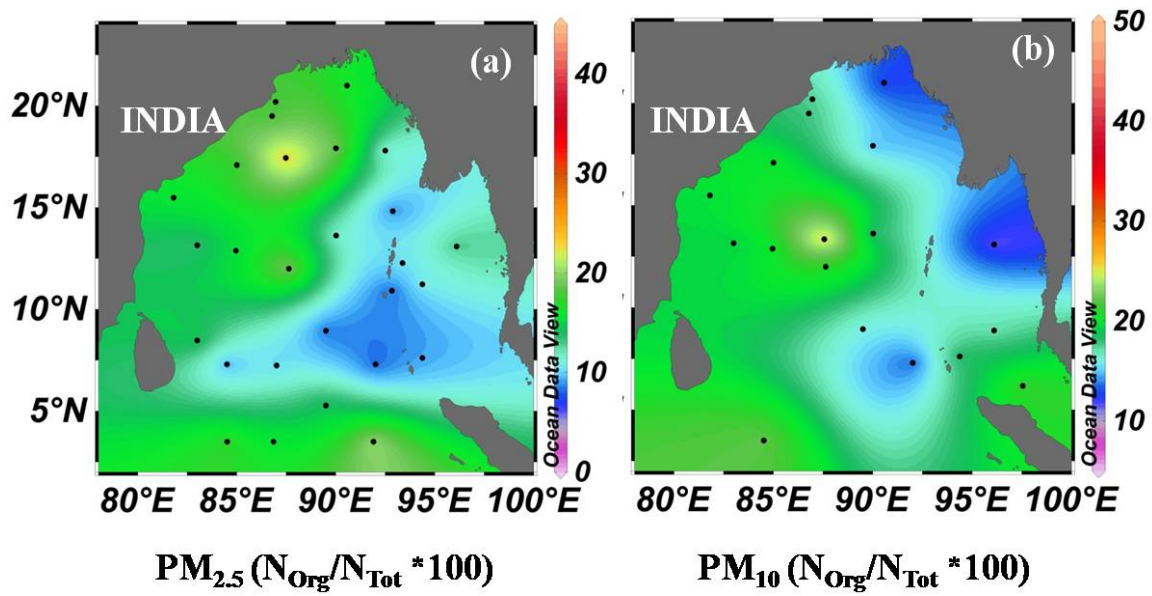 (a)
INDIA
20°N
15°N
10°N
5°N
80°E 85°E 90°E 95°E 100°E
40
30
20
10
0
Ocean Data View
PM2.5 (NOrg/NTot *100)
(b)
INDIA
80°E 85°E 90°E 95°E 100°E
50
40
30
20
10
Ocean Data View
PM10 (NOrg/NTot *100)